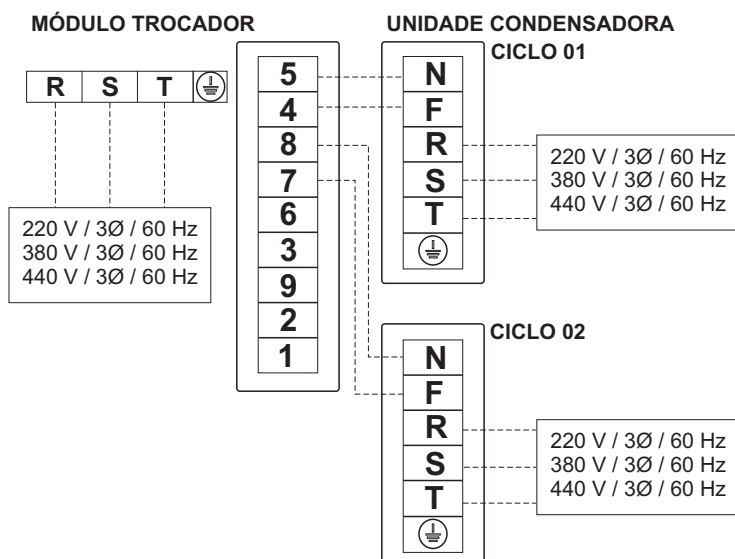 MÓDULO TROCADOR
R S T
220 V / 3Ø / 60 Hz
380 V / 3Ø / 60 Hz
440 V / 3Ø / 60 Hz
5
4
8
7
6
3
9
2
1
UNIDADE CONDENSADORA
CICLO 01
N
F
R
S
T
220 V / 3Ø / 60 Hz
380 V / 3Ø / 60 Hz
440 V / 3Ø / 60 Hz
CICLO 02
N
F
R
S
T
220 V / 3Ø / 60 Hz
380 V / 3Ø / 60 Hz
440 V / 3Ø / 60 Hz